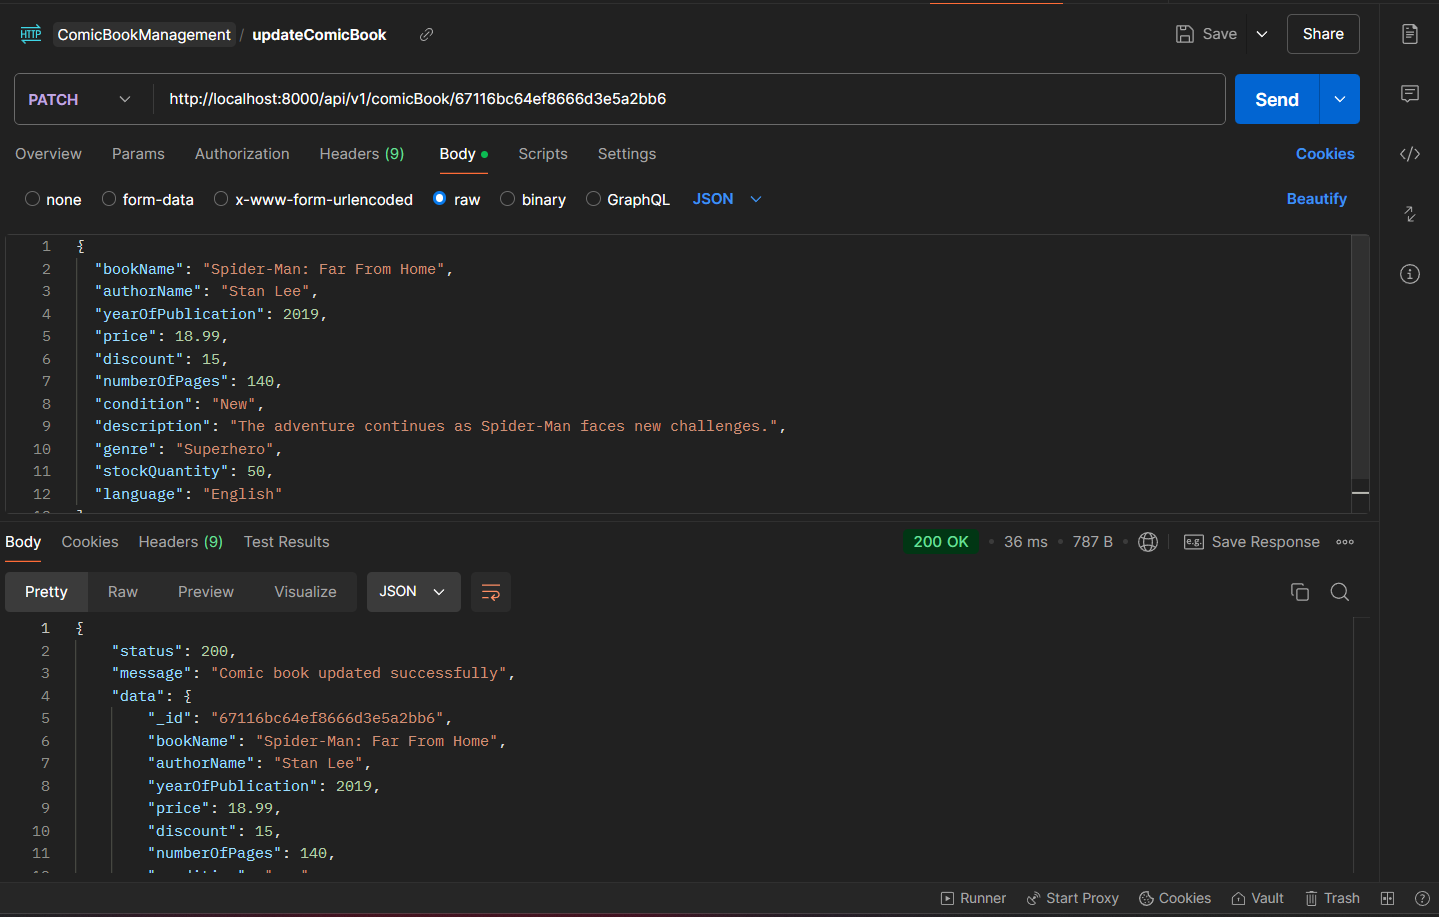 HTTP ComicBookManagement / updateComicBook Save Share
PATCH http://localhost:8000/api/v1/comicBook/67116bc64ef8666d3e5a2bb6 Send
Overview Params Authorization Headers (9) Body Scripts Settings Cookies
none form-data x-www-form-urlencoded raw binary GraphQL JSON Beautify
1 {
2 "bookName": "Spider-Man: Far From Home",
3 "authorName": "Stan Lee",
4 "yearOfPublication": 2019,
5 "price": 18.99,
6 "discount": 15,
7 "numberOfPages": 140,
8 "condition": "New",
9 "description": "The adventure continues as Spider-Man faces new challenges.",
10 "genre": "Superhero",
11 "stockQuantity": 50,
12 "language": "English"
Body Cookies Headers (9) Test Results 200 OK • 36 ms • 787 B • e.g. Save Response
Pretty Raw Preview Visualize JSON
1 {
2 "status": 200,
3 "message": "Comic book updated successfully",
4 "data": {
5 "_id": "67116bc64ef8666d3e5a2bb6",
6 "bookName": "Spider-Man: Far From Home",
7 "authorName": "Stan Lee",
8 "yearOfPublication": 2019,
9 "price": 18.99,
10 "discount": 15,
11 "numberOfPages": 140,
Runner Start Proxy Cookies Vault Trash